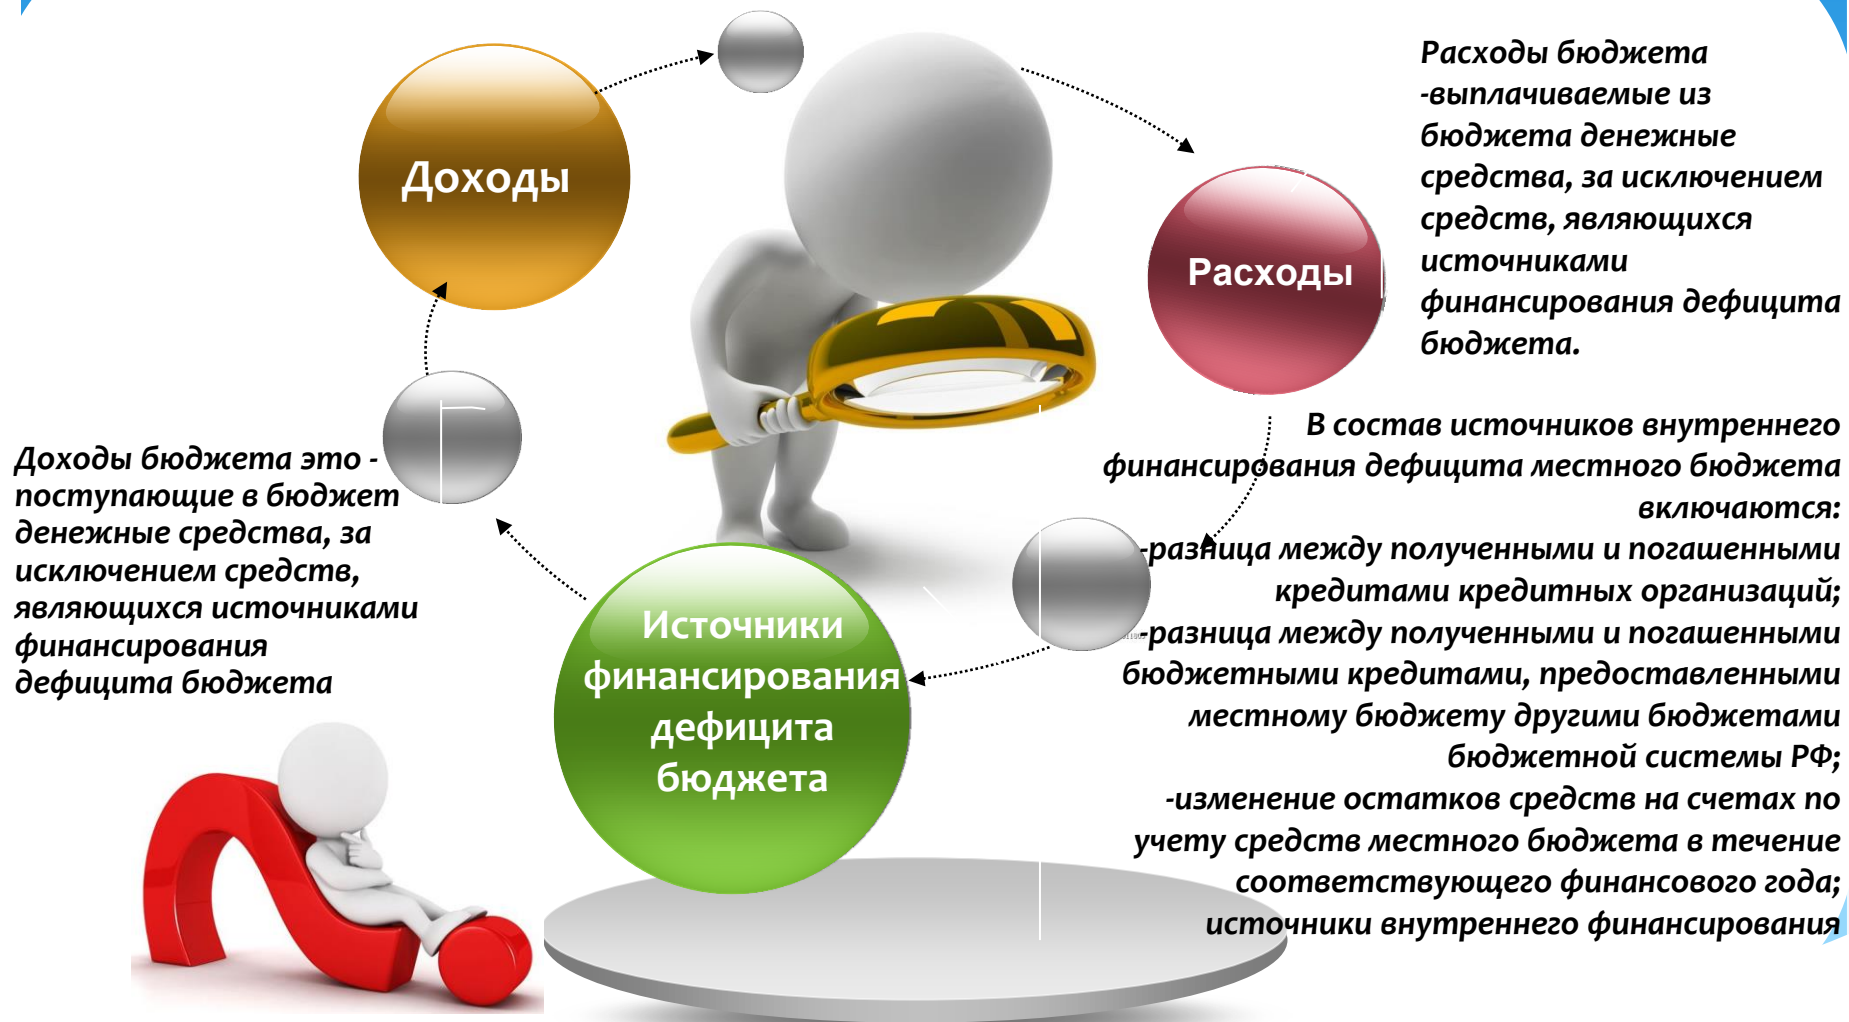 Доходы
Расходы
Источники
финансирования
дефицита
бюджета
Расходы бюджета
-выплачиваемые из
бюджета денежные
средства, за исключением
средств, являющихся
источниками
финансирования дефицита
бюджета.
Доходы бюджета это -
поступающие в бюджет
денежные средства, за
исключением средств,
являющихся источниками
финансирования
дефицита бюджета
В состав источников внутреннего
финансирования дефицита местного бюджета
включаются:
-разница между полученными и погашенными
кредитами кредитных организаций;
-разница между полученными и погашенными
бюджетными кредитами, предоставленными
местному бюджету другими бюджетами
бюджетной системы РФ;
-изменение остатков средств на счетах по
учету средств местного бюджета в течение
соответствующего финансового года;
источники внутреннего финансирования